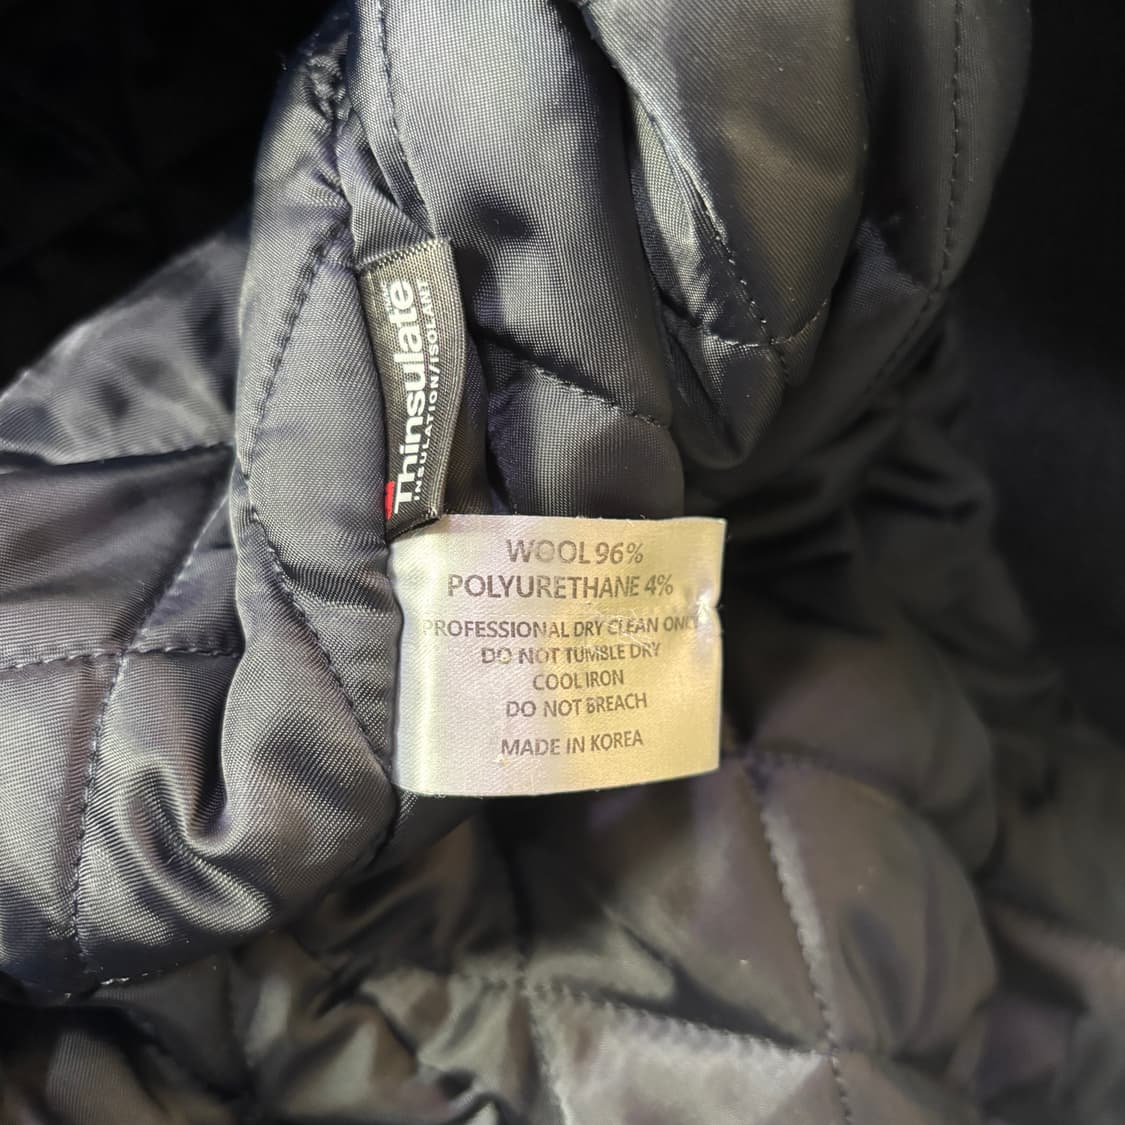 Thinsulate
INSULATION/ISOLANT
WOOL 96%
POLYURETHANE 4%
PROFESSIONAL DRY CLEAN ONLY
DO NOT TUMBLE DRY
COOL IRON
DO NOT BREACH
MADE IN KOREA